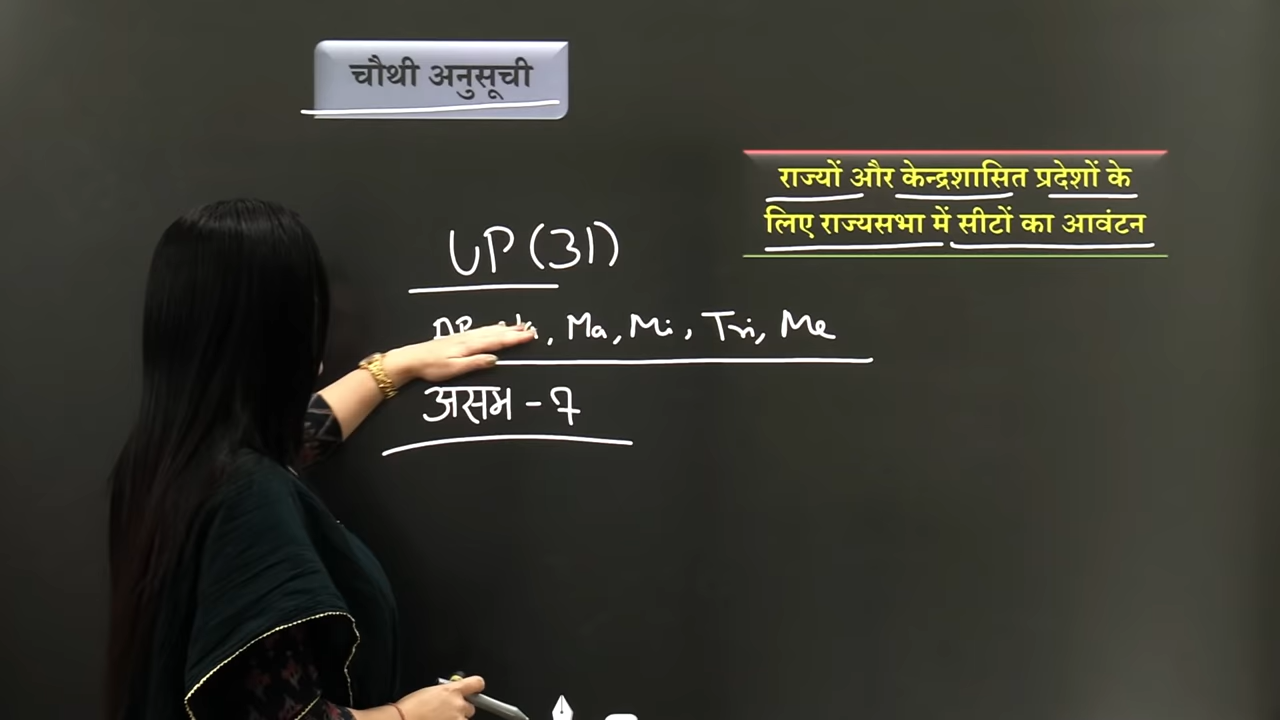 चौथी अनुसूची
राज्यों और केन्द्रशासित प्रदेशों के
लिए राज्यसभा में सीटों का आवंटन
UP (31)
, Ma, Mi, Tri, Me
असम - 7